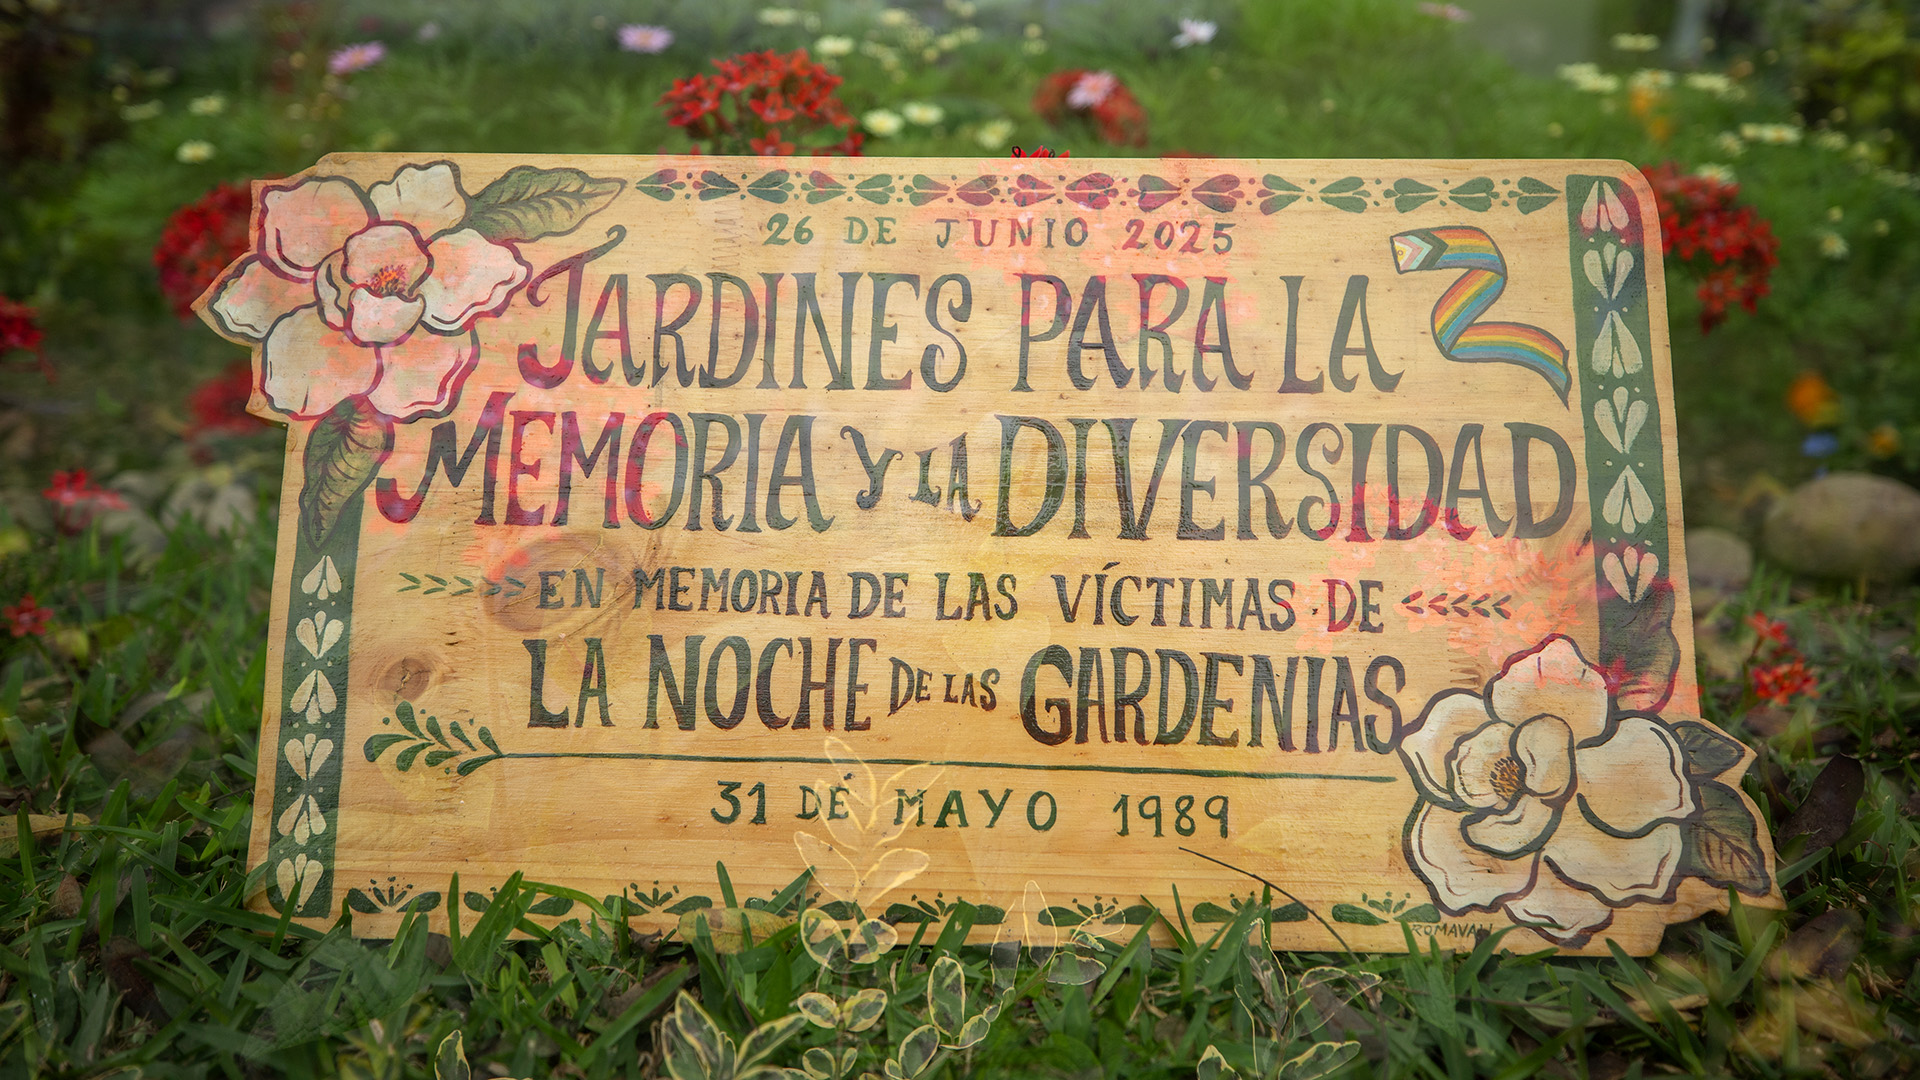 26 DE JUNIO 2025
JARDINES PARA LA
MEMORIA Y LA DIVERSIDAD
EN MEMORIA DE LAS VÍCTIMAS DE
LA NOCHE DE LAS GARDENIAS
31 DE MAYO 1989